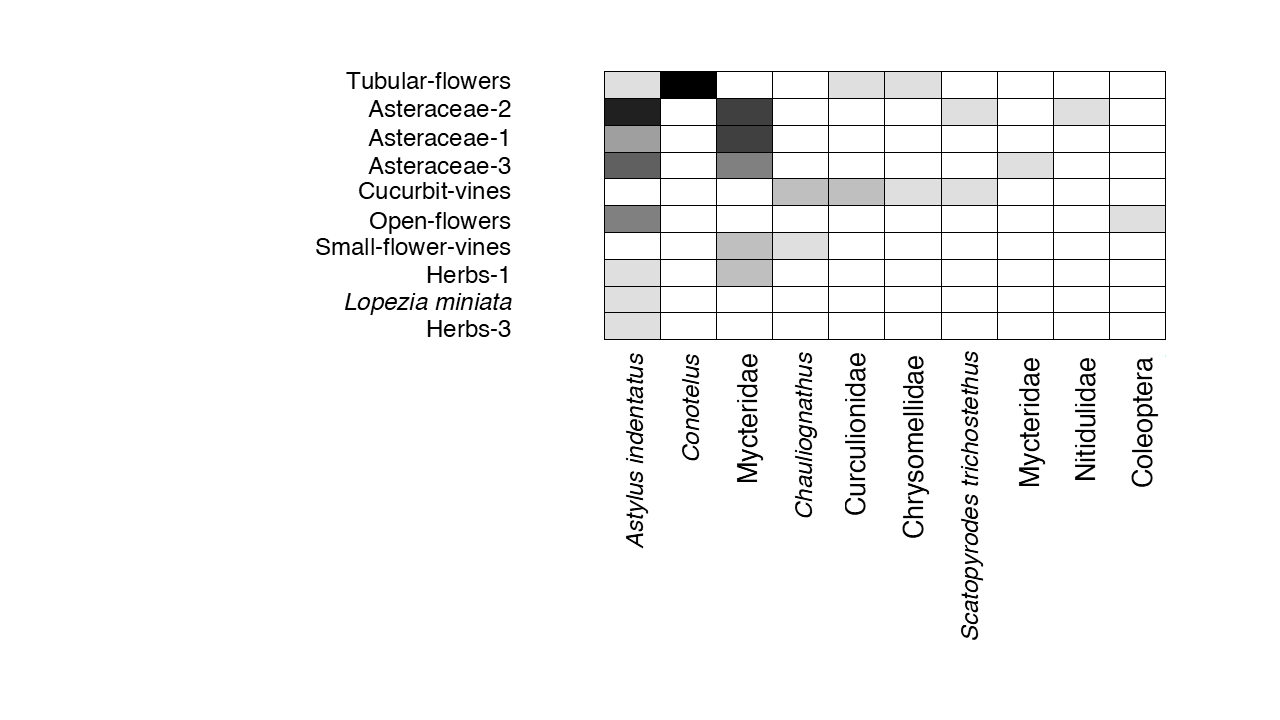 Tubular-flowers
Asteraceae-2
Asteraceae-1
Asteraceae-3
Cucurbit-vines
Open-flowers
Small-flower-vines
Herbs-1
Lopezia miniata
Herbs-3
Astylus indentatus
Conotelus
Mycteridae
Chauliognathus
Curculionidae
Chrysomellidae
Scatopyrodes trichostethus
Mycteridae
Nitidulidae
Coleoptera